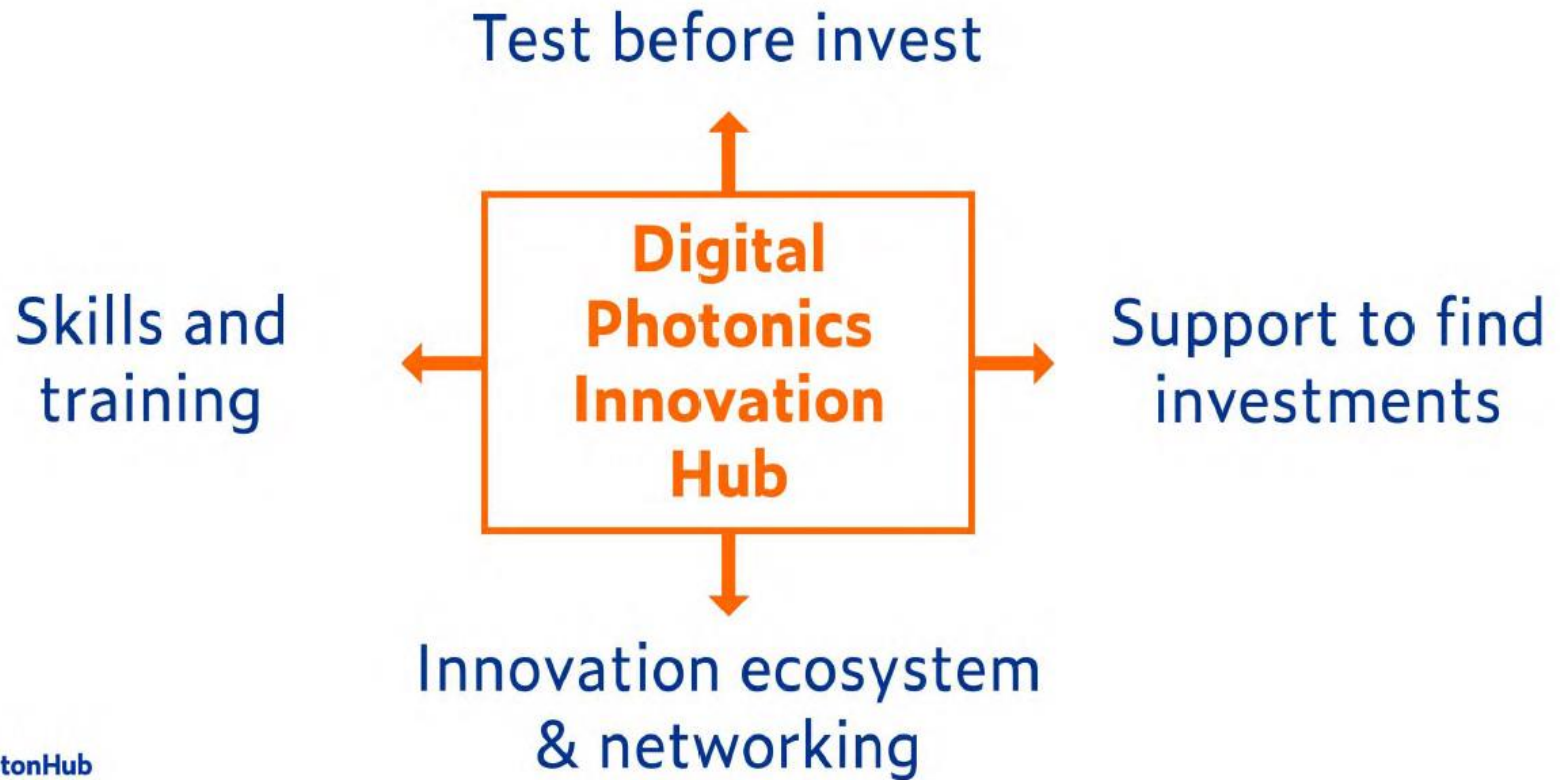 Test before invest
Digital
Photonics
Innovation
Hub
Skills and
training
Support to find
investments
Innovation ecosystem
& networking
tonHub